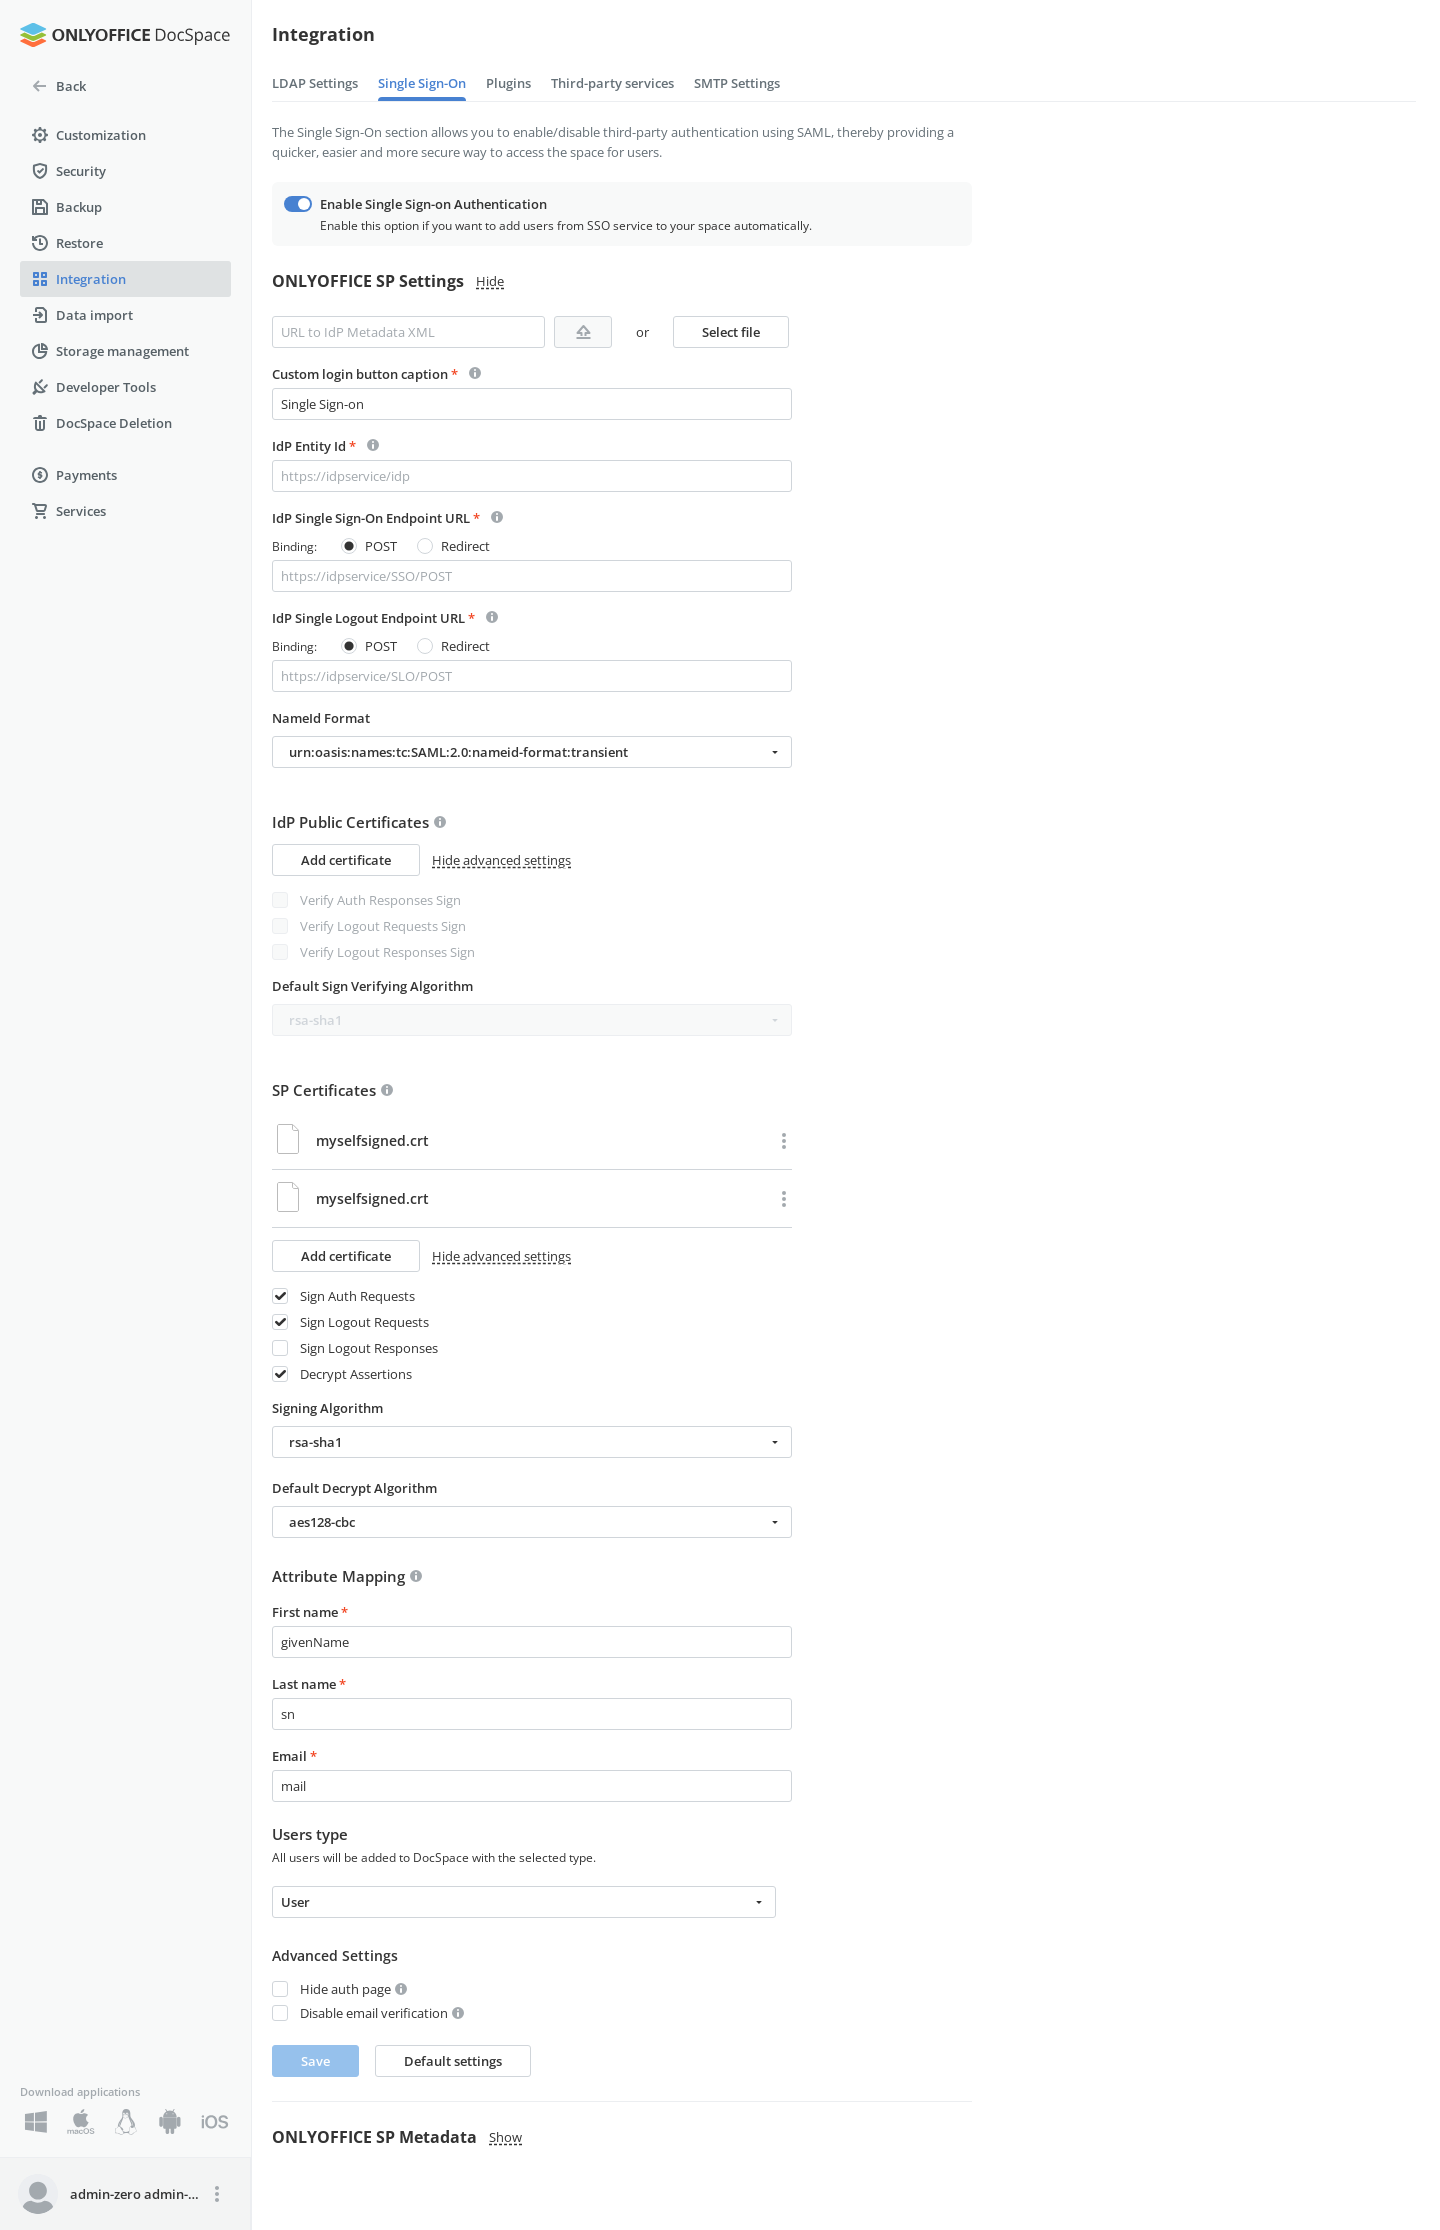 ONLYOFFICE DocSpace
Back
Customization
Security
Backup
Restore
Integration
Data import
Storage management
Developer Tools
DocSpace Deletion
Payments
Services
Download applications
macOS
iOS
admin-zero admin-...
Integration
LDAP Settings
Single Sign-On
Plugins
Third-party services
SMTP Settings
The Single Sign-On section allows you to enable/disable third-party authentication using SAML, thereby providing a
quicker, easier and more secure way to access the space for users.
Enable Single Sign-on Authentication
Enable this option if you want to add users from SSO service to your space automatically.
ONLYOFFICE SP Settings Hide
URL to IdP Metadata XML or Select file
Custom login button caption *
Single Sign-on
IdP Entity Id *
https://idpservice/idp
IdP Single Sign-On Endpoint URL *
Binding: POST Redirect
https://idpservice/SSO/POST
IdP Single Logout Endpoint URL *
Binding: POST Redirect
https://idpservice/SLO/POST
NameId Format
urn:oasis:names:tc:SAML:2.0:nameid-format:transient
IdP Public Certificates
Add certificate Hide advanced settings
Verify Auth Responses Sign
Verify Logout Requests Sign
Verify Logout Responses Sign
Default Sign Verifying Algorithm
rsa-sha1
SP Certificates
myselfsigned.crt
myselfsigned.crt
Add certificate Hide advanced settings
Sign Auth Requests
Sign Logout Requests
Sign Logout Responses
Decrypt Assertions
Signing Algorithm
rsa-sha1
Default Decrypt Algorithm
aes128-cbc
Attribute Mapping
First name *
givenName
Last name *
sn
Email *
mail
Users type
All users will be added to DocSpace with the selected type.
User
Advanced Settings
Hide auth page
Disable email verification
Save Default settings
ONLYOFFICE SP Metadata Show